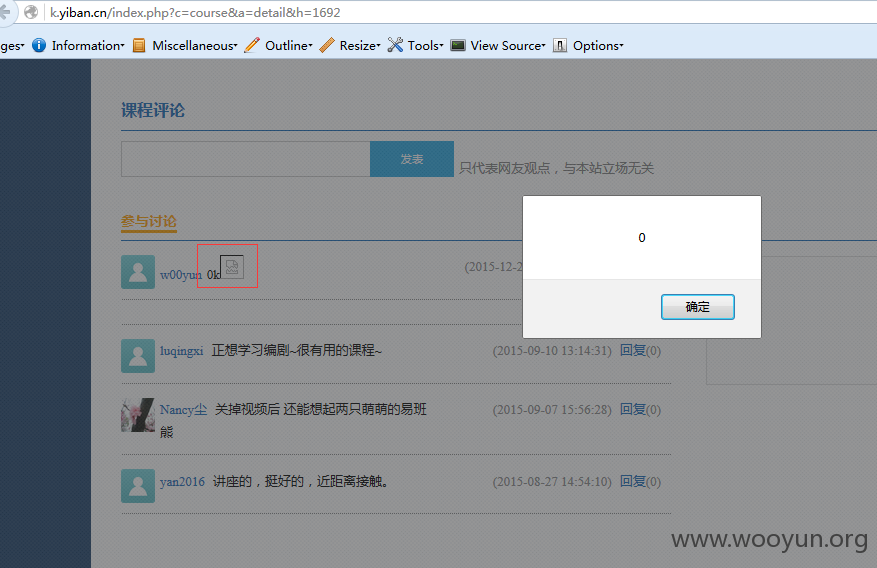 k.yiban.cn/index.php?c=course&a=detail&h=1692
ges Information Miscellaneous Outline Resize Tools View Source Options
课程评论
发表 只代表网友观点，与本站立场无关
0
参与讨论
w00yun 0k (2015-12-2
确定
luqingxi 正想学习编剧~很有用的课程~ (2015-09-10 13:14:31) 回复(0)
Nancy尘 关掉视频后 还能想起两只萌萌的易班 (2015-09-07 15:56:28) 回复(0)
熊
yan2016 讲座的，挺好的，近距离接触。 (2015-08-27 14:54:10) 回复(0)
www.wooyun.org